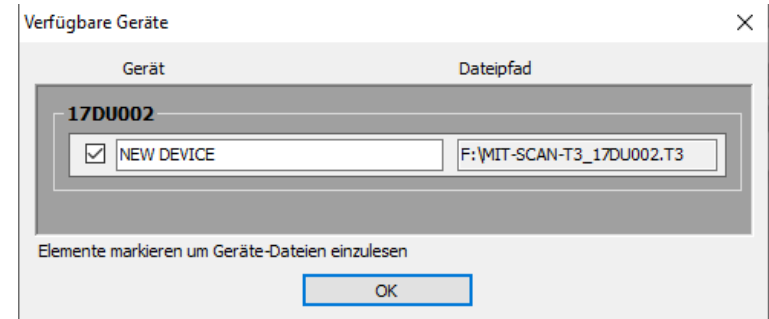 Verfügbare Geräte
Gerät Dateipfad
17DU002
NEW DEVICE F:\MIT-SCAN-T3_17DU002.T3
Elemente markieren um Geräte-Dateien einzulesen
OK